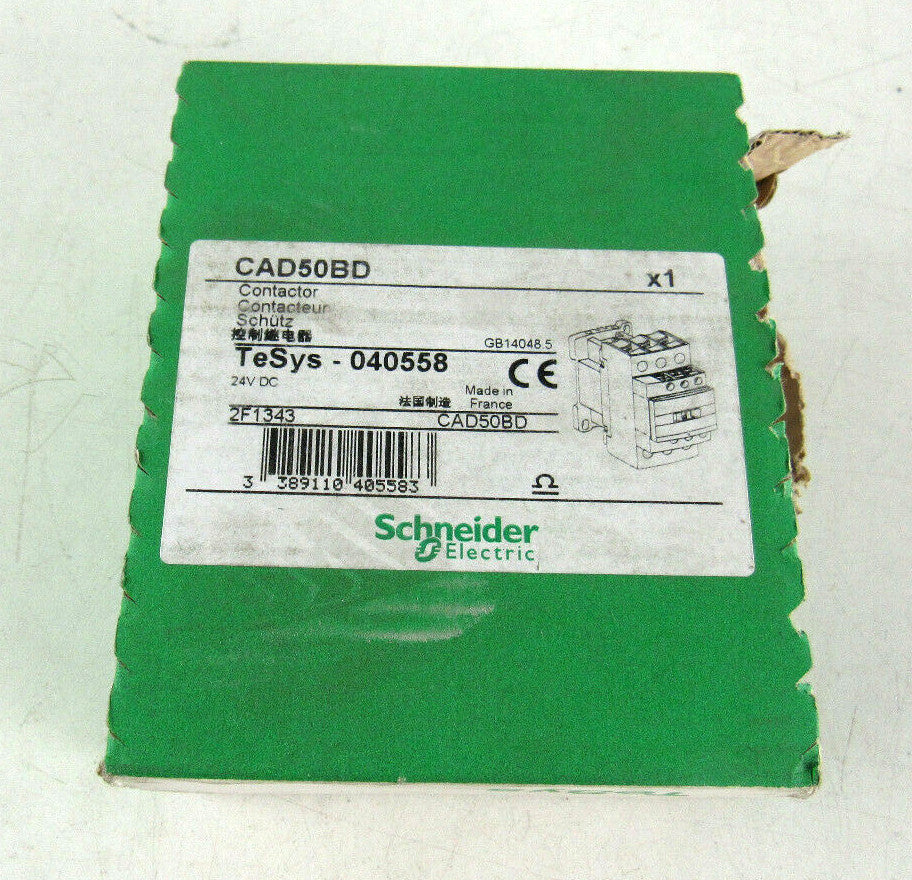 CAD50BD x1
Contactor
Contacteur
Schütz
控制继电器 GB14048.5
TeSys - 040558 CE
24V DC Made in
法国制造 France
2F1343 CAD50BD
3 389110 405583
Schneider
Electric